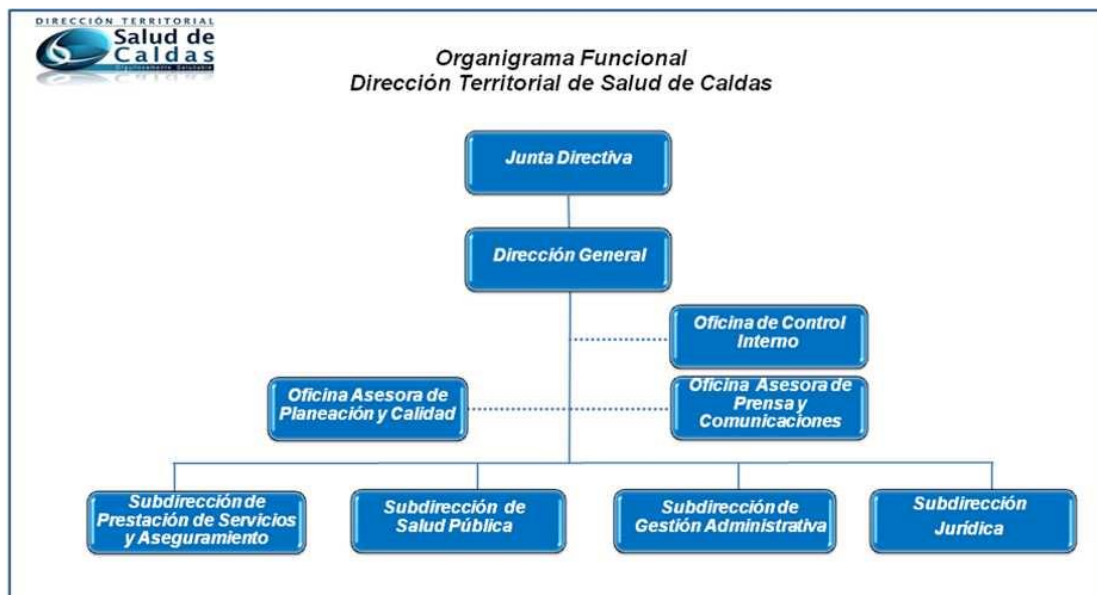 DIRECCIÓN TERRITORIAL
Salud de
Caldas
Organigrama Funcional
Dirección Territorial de Salud de Caldas
Junta Directiva
Dirección General
Oficina de Control
Interno
Oficina Asesora de
Planeación y Calidad
Oficina Asesora de
Prensa y
Comunicaciones
Subdirección de
Prestación de Servicios
y Aseguramiento
Subdirección de
Salud Pública
Subdirección de
Gestión Administrativa
Subdirección
Jurídica